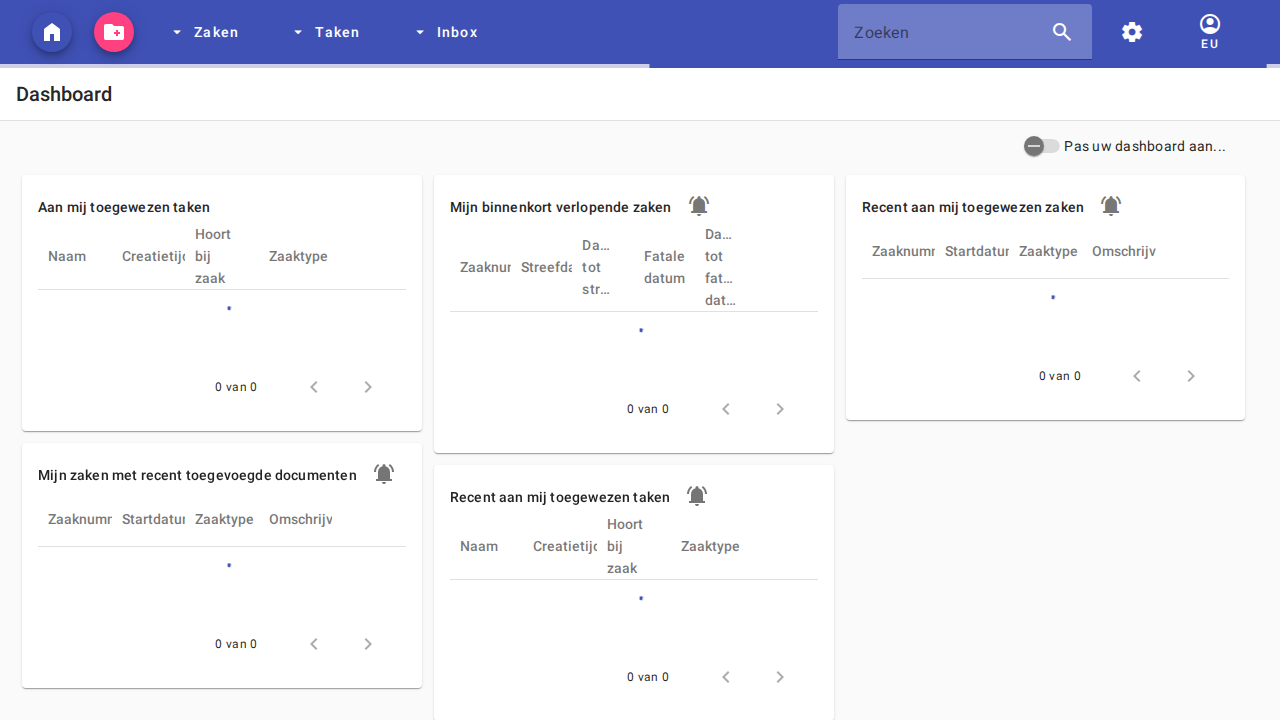 Zaken
Taken
Inbox
Zoeken
EU
Dashboard
Pas uw dashboard aan...
Aan mij toegewezen taken
Naam
Creatietijd
Hoort
bij
zaak
Zaaktype
0 van 0
Mijn binnenkort verlopende zaken
Zaaknum
Streefda
Da...
tot
str...
Fatale
datum
Da...
tot
fat...
dat...
0 van 0
Recent aan mij toegewezen zaken
Zaaknumr
Startdatum
Zaaktype
Omschrijv
0 van 0
Mijn zaken met recent toegevoegde documenten
Zaaknumr
Startdatum
Zaaktype
Omschrijv
0 van 0
Recent aan mij toegewezen taken
Naam
Creatietijd
Hoort
bij
zaak
Zaaktype
0 van 0